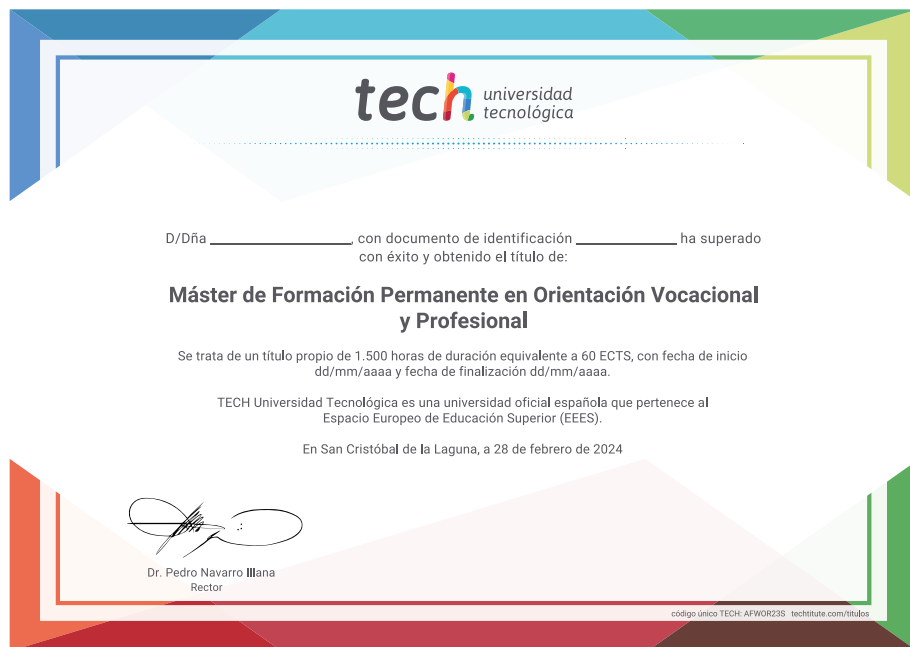 tech universidad
tecnológica
D/Dña ____________________, con documento de identificación ______________ ha superado
con éxito y obtenido el título de:
Máster de Formación Permanente en Orientación Vocacional
y Profesional
Se trata de un título propio de 1.500 horas de duración equivalente a 60 ECTS, con fecha de inicio
dd/mm/aaaa y fecha de finalización dd/mm/aaaa.
TECH Universidad Tecnológica es una universidad oficial española que pertenece al
Espacio Europeo de Educación Superior (EEES).
En San Cristóbal de la Laguna, a 28 de febrero de 2024
Dr. Pedro Navarro Illana
Rector
código único TECH: AFWOR23S techtitute.com/titulos